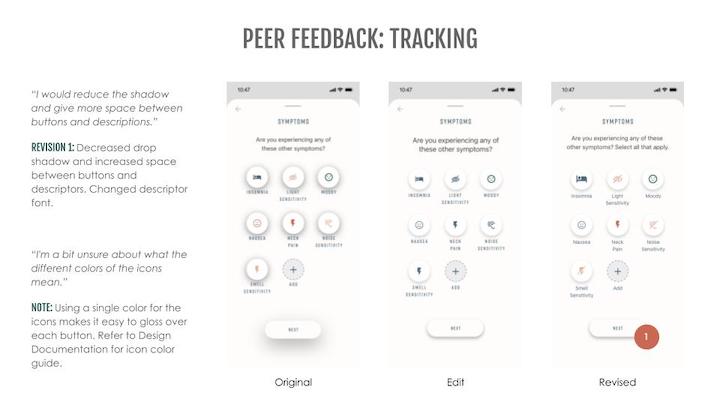 PEER FEEDBACK: TRACKING
“I would reduce the shadow
and give more space between
buttons and descriptions.”
REVISION 1: Decreased drop
shadow and increased space
between buttons and
descriptors. Changed descriptor
font.
“I'm a bit unsure about what the
different colors of the icons
mean.”
NOTE: Using a single color for the
icons makes it easy to gloss over
each button. Refer to Design
Documentation for icon color
guide.
10:47
SYMPTOMS
Are you experiencing any of
these other symptoms?
INSOMNIA
LIGHT
SENSITIVITY
MOODY
NAUSEA
NECK
PAIN
NOISE
SENSITIVITY
SMELL
SENSITIVITY
ADD
NEXT
Original
10:47
SYMPTOMS
Are you experiencing any of
these other symptoms?
INSOMNIA
LIGHT
SENSITIVITY
MOODY
NAUSEA
NECK
PAIN
NOISE
SENSITIVITY
SMELL
SENSITIVITY
ADD
NEXT
Edit
10:47
SYMPTOMS
Are you experiencing any of these
other symptoms? Select all that apply.
Insomnia
Light
Sensitivity
Moody
Nausea
Neck
Pain
Noise
Sensitivity
Smell
Sensitivity
Add
NEXT
1
Revised